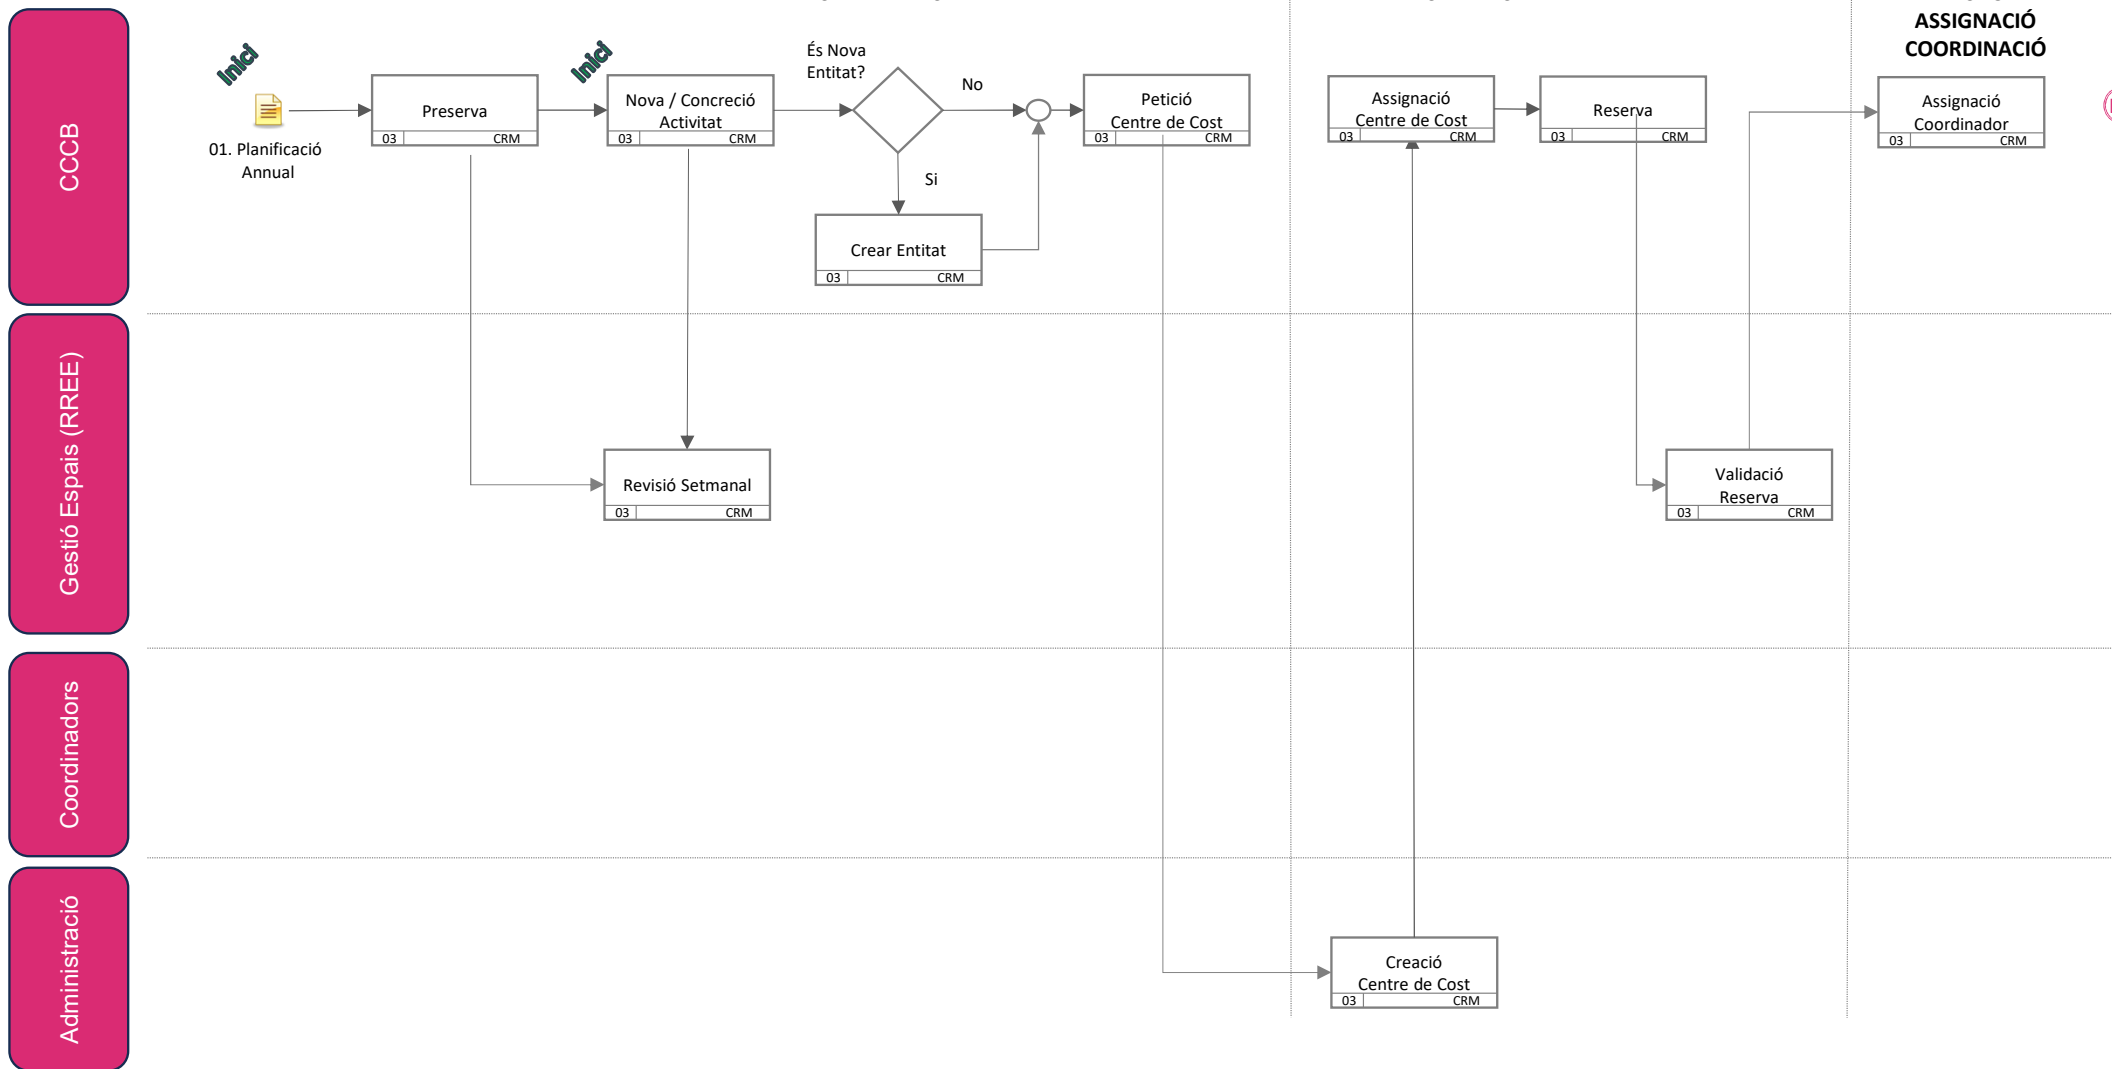 ASSIGNACIÓ
COORDINACIÓ
CCCB
Inici
01. Planificació
Annual
Preserva
03 CRM
Inici
Nova / Concreció
Activitat
03 CRM
És Nova
Entitat?
No
Si
Crear Entitat
03 CRM
Petició
Centre de Cost
03 CRM
Assignació
Centre de Cost
03 CRM
Reserva
03 CRM
Assignació
Coordinador
03 CRM
Gestió Espais (RREE)
Revisió Setmanal
03 CRM
Validació
Reserva
03 CRM
Coordinadors
Administració
Creació
Centre de Cost
03 CRM